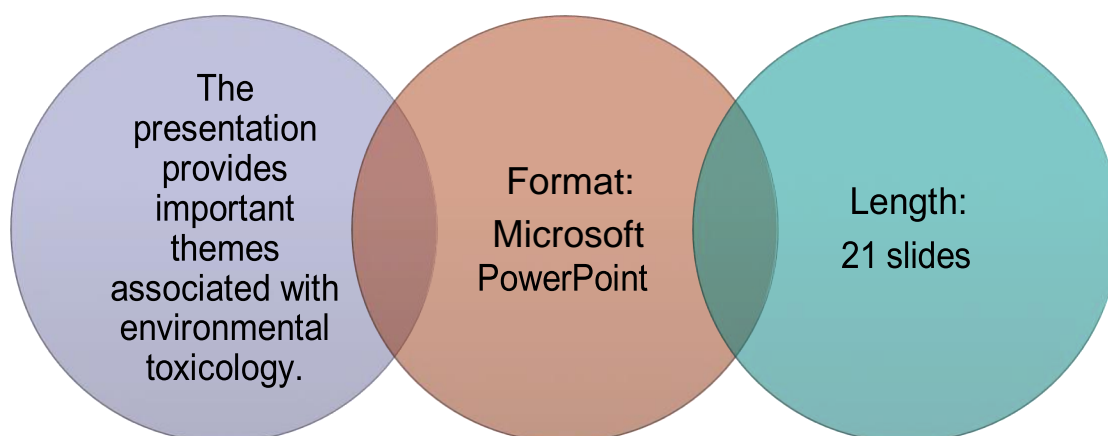 The
presentation
provides
important
themes
associated with
environmental
toxicology.
Format:
Microsoft
PowerPoint
Length:
21 slides